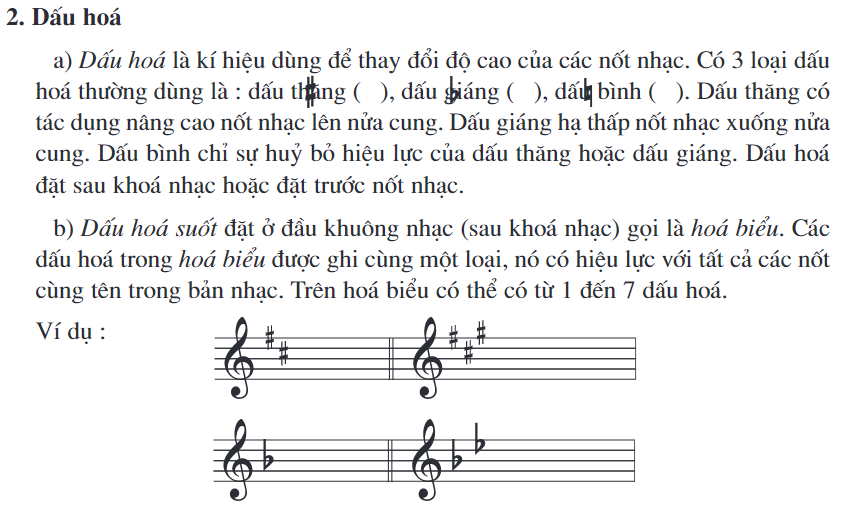 2. Dấu hoá
a) Dấu hoá là kí hiệu dùng để thay đổi độ cao của các nốt nhạc. Có 3 loại dấu
hoá thường dùng là : dấu thăng ( ), dấu giáng ( ), dấu bình ( ). Dấu thăng có
tác dụng nâng cao nốt nhạc lên nửa cung. Dấu giáng hạ thấp nốt nhạc xuống nửa
cung. Dấu bình chỉ sự huỷ bỏ hiệu lực của dấu thăng hoặc dấu giáng. Dấu hoá
đặt sau khoá nhạc hoặc đặt trước nốt nhạc.
b) Dấu hoá suốt đặt ở đầu khuông nhạc (sau khoá nhạc) gọi là hoá biểu. Các
dấu hoá trong hoá biểu được ghi cùng một loại, nó có hiệu lực với tất cả các nốt
cùng tên trong bản nhạc. Trên hoá biểu có thể có từ 1 đến 7 dấu hoá.
Ví dụ :